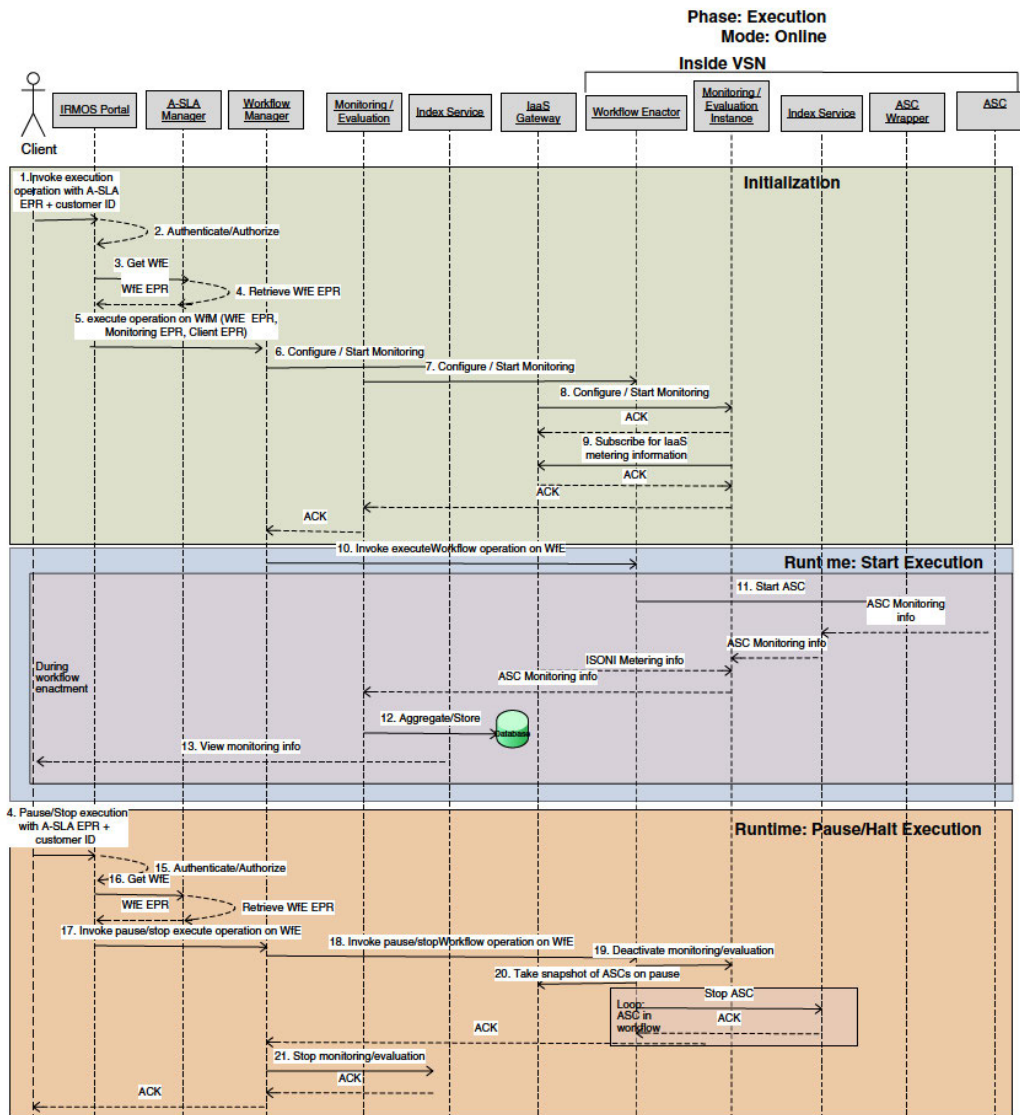 Phase: Execution
Mode: Online
Inside VSN
Client
IRMOS Portal
A-SLA
Manager
Workflow
Manager
Monitoring /
Evaluation
Index Service
IaaS
Gateway
Workflow Enactor
Monitoring /
Evaluation
Instance
Index Service
ASC
Wrapper
ASC
Initialization
1.Invoke execution
operation with A-SLA
EPR + customer ID
2. Authenticate/Authorize
3. Get WfE
WfE EPR
4. Retrieve WfE EPR
5. execute operation on WfM (WfE EPR,
Monitoring EPR, Client EPR)
6. Configure / Start Monitoring
7. Configure / Start Monitoring
8. Configure / Start Monitoring
ACK
9. Subscribe for IaaS
metering information
ACK
ACK
ACK
10. Invoke executeWorkflow operation on WfE
Runt me: Start Execution
11. Start ASC
ASC Monitoring
info
ASC Monitoring info
ISONI Metering info
ASC Monitoring info
During
workflow
enactment
12. Aggregate/Store
Database
13. View monitoring info
4. Pause/Stop execution
with A-SLA EPR +
customer ID
Runtime: Pause/Halt Execution
15. Authenticate/Authorize
16. Get WfE
WfE EPR
Retrieve WfE EPR
17. Invoke pause/stop execute operation on WfE
18. Invoke pause/stopWorkflow operation on WfE
19. Deactivate monitoring/evaluation
20. Take snapshot of ASCs on pause
Stop ASC
Loop:
ASC in
workflow
ACK
ACK
21. Stop monitoring/evaluation
ACK
ACK